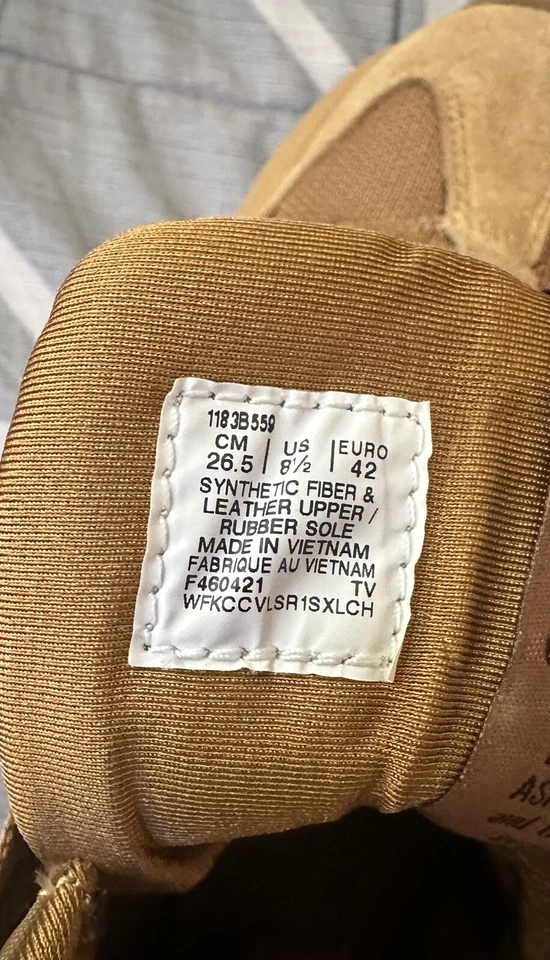 1183B559
CM | US | EURO
26.5 | 8½ | 42
SYNTHETIC FIBER &
LEATHER UPPER /
RUBBER SOLE
MADE IN VIETNAM
FABRIQUE AU VIETNAM
F460421 TV
WFKCCVLSR1SXLCH